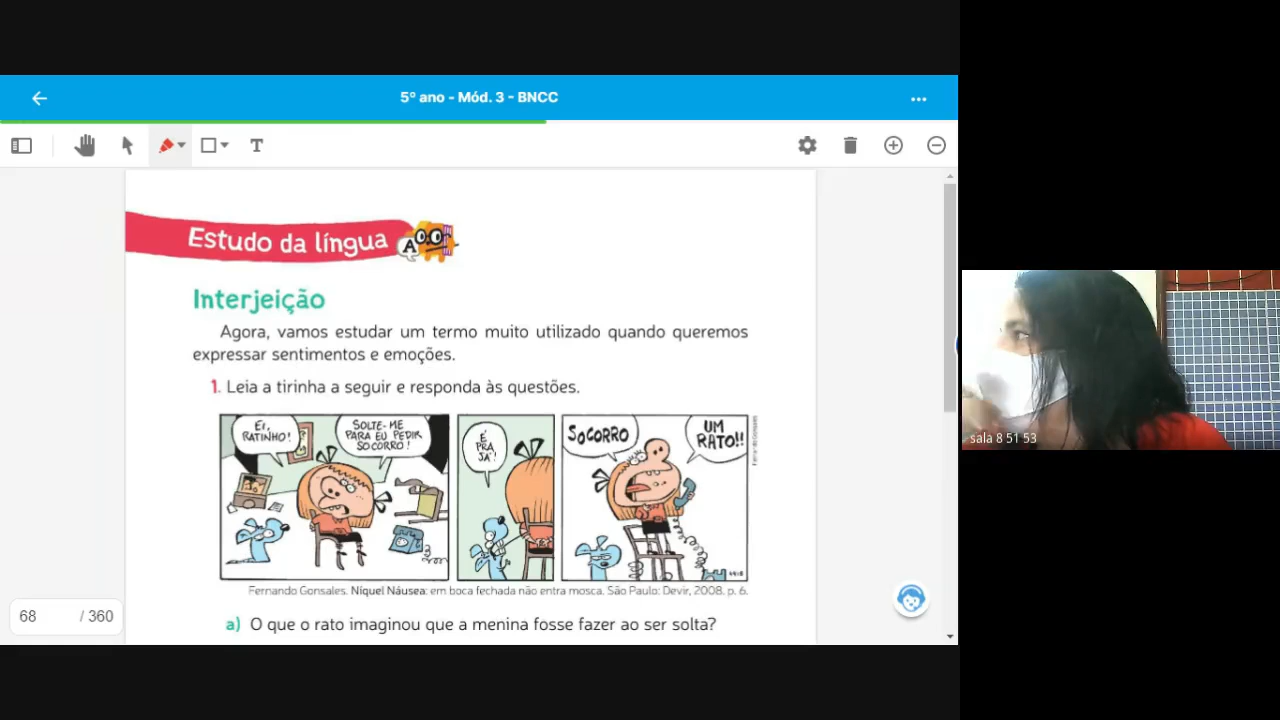 5º ano - Mód. 3 - BNCC
T
Estudo da língua
A
Interjeição
Agora, vamos estudar um termo muito utilizado quando queremos
expressar sentimentos e emoções.
1. Leia a tirinha a seguir e responda às questões.
EI,
RATINHO!
SOLTE-ME
PARA EU PEDIR
SOCORRO!
É
PRA
JÁ!
SOCORRO
UM
RATO!!
Fernando Gonsales
Fernando Gonsales. Níquel Náusea: em boca fechada não entra mosca. São Paulo: Devir, 2008. p. 6.
68 / 360
a) O que o rato imaginou que a menina fosse fazer ao ser solta?
sala 8 51 53